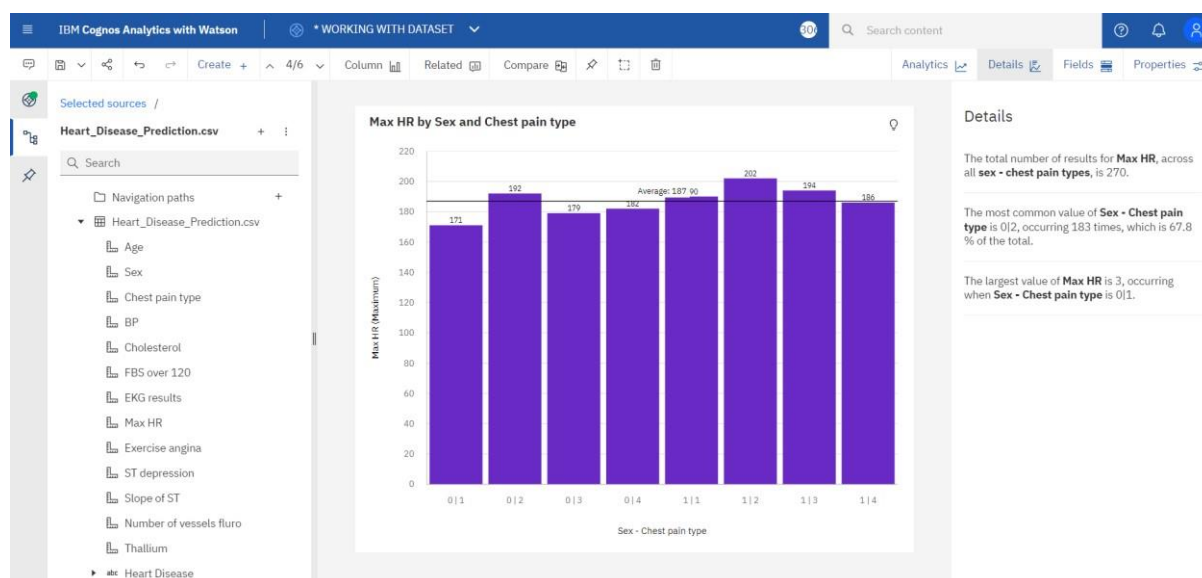 IBM Cognos Analytics with Watson
* WORKING WITH DATASET
Search content
Create +
4/6
Column
Related
Compare
Analytics
Details
Fields
Properties
Selected sources /
Heart_Disease_Prediction.csv
Search
Navigation paths
Heart_Disease_Prediction.csv
Age
Sex
Chest pain type
BP
Cholesterol
FBS over 120
EKG results
Max HR
Exercise angina
ST depression
Slope of ST
Number of vessels fluro
Thallium
abc Heart Disease
Max HR by Sex and Chest pain type
Max HR (Maximum)
220
200
180
160
140
120
100
80
60
40
20
0
171
192
179
182
Average: 187 90
202
194
186
0|1
0|2
0|3
0|4
1|1
1|2
1|3
1|4
Sex - Chest pain type
Details
The total number of results for Max HR, across
all sex - chest pain types, is 270.
The most common value of Sex - Chest pain
type is 0|2, occurring 183 times, which is 67.8
% of the total.
The largest value of Max HR is 3, occurring
when Sex - Chest pain type is 0|1.